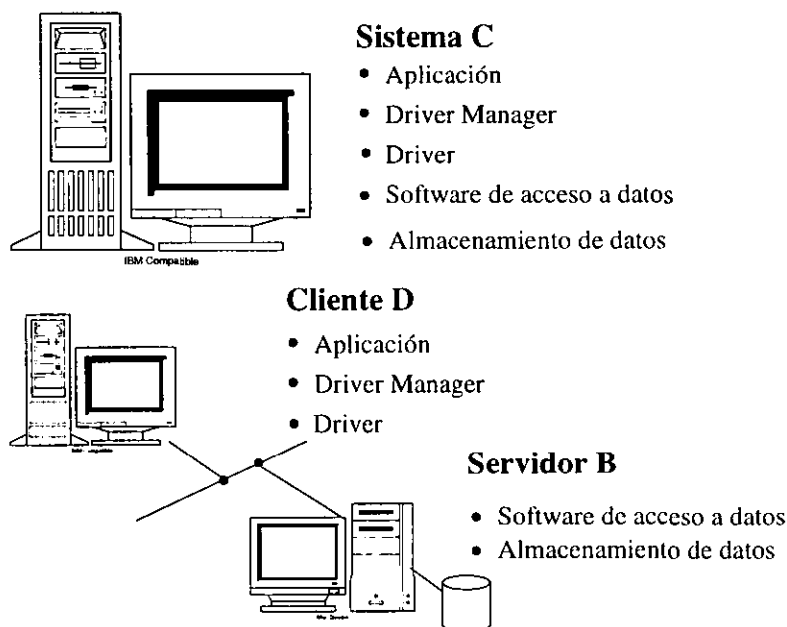 Sistema C
• Aplicación
• Driver Manager
• Driver
• Software de acceso a datos
• Almacenamiento de datos
IBM Compatible
Cliente D
• Aplicación
• Driver Manager
• Driver
Servidor B
• Software de acceso a datos
• Almacenamiento de datos